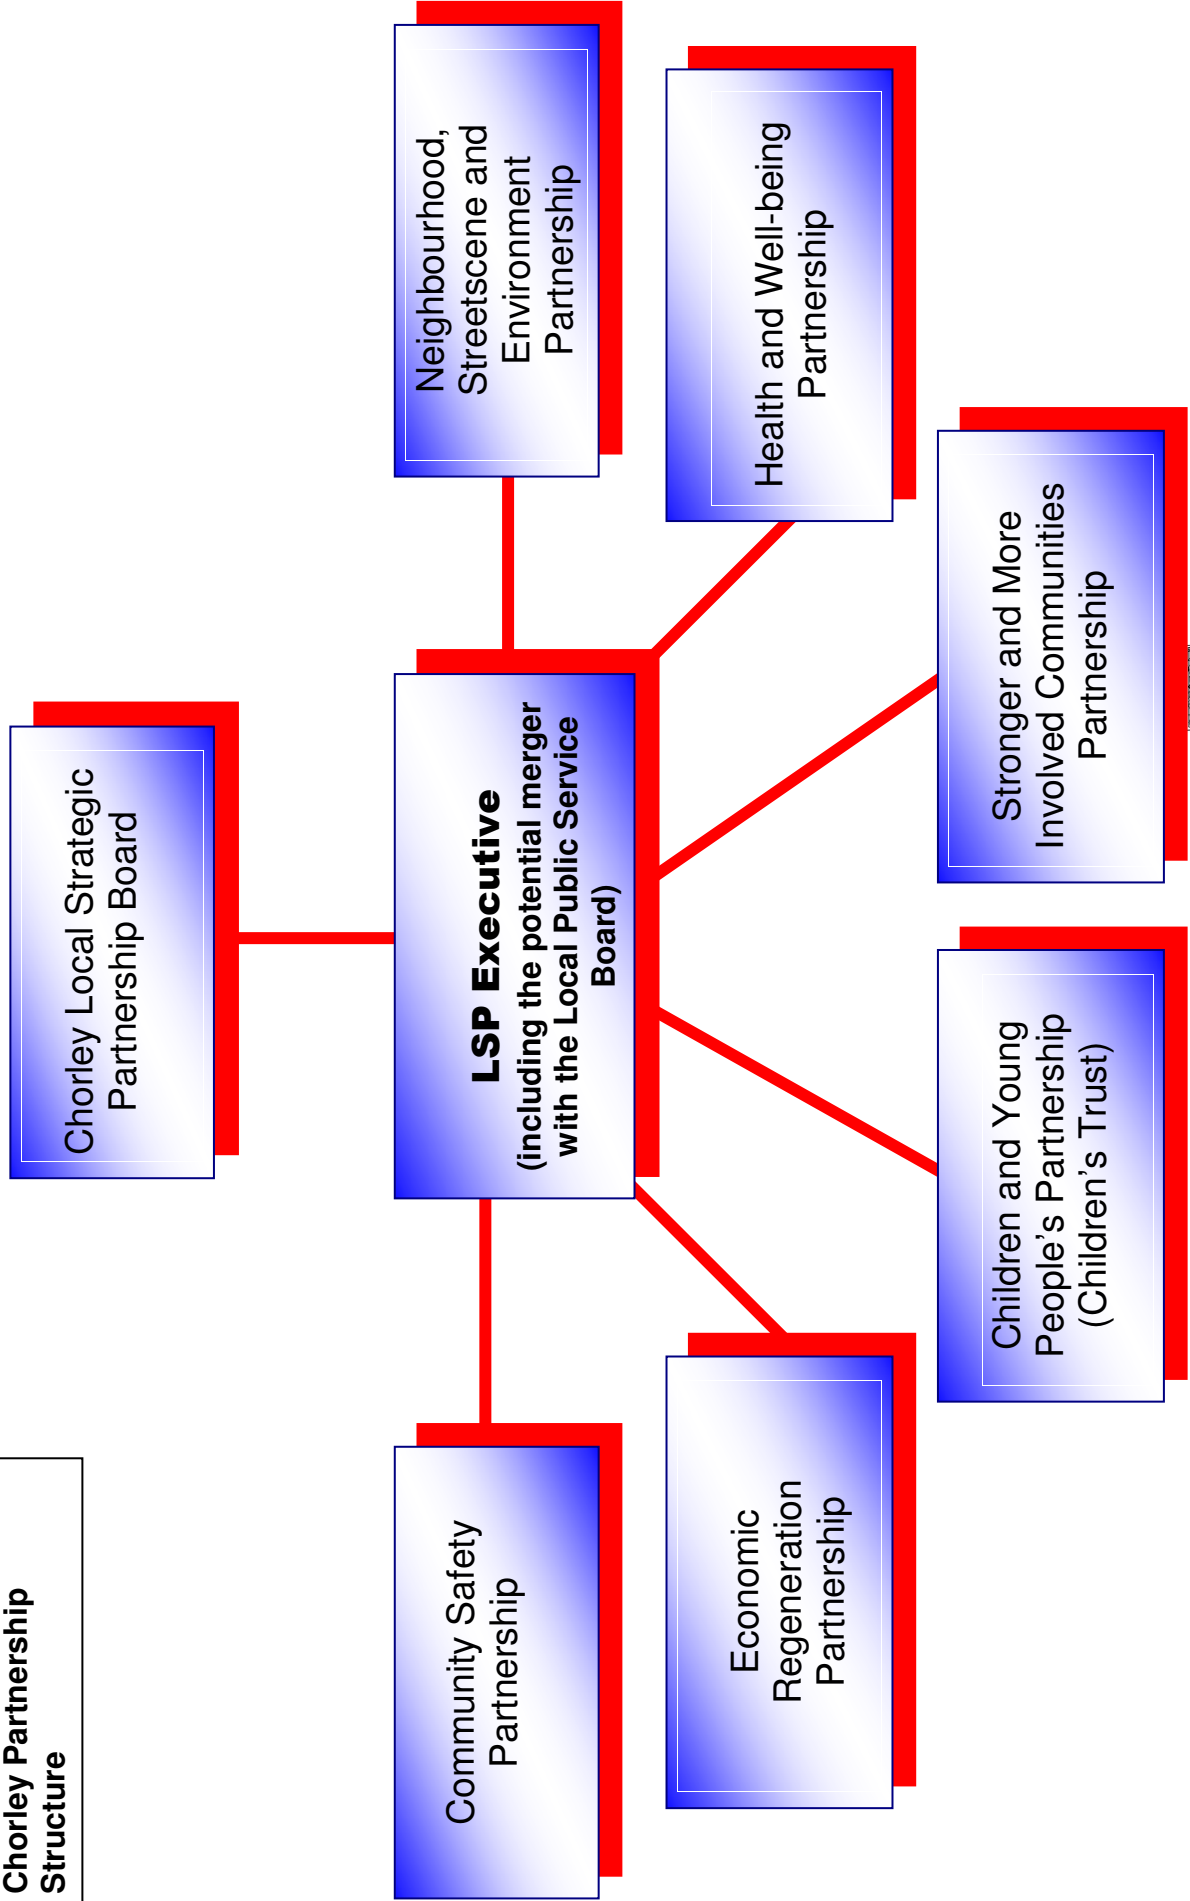 Chorley Partnership
Structure
Chorley Local Strategic
Partnership Board
Community Safety
Partnership
LSP Executive
(including the potential merger
with the Local Public Service
Board)
Neighbourhood,
Streetscene and
Environment
Partnership
Economic
Regeneration
Partnership
Health and Well-being
Partnership
Children and Young
People’s Partnership
(Children’s Trust)
Stronger and More
Involved Communities
Partnership